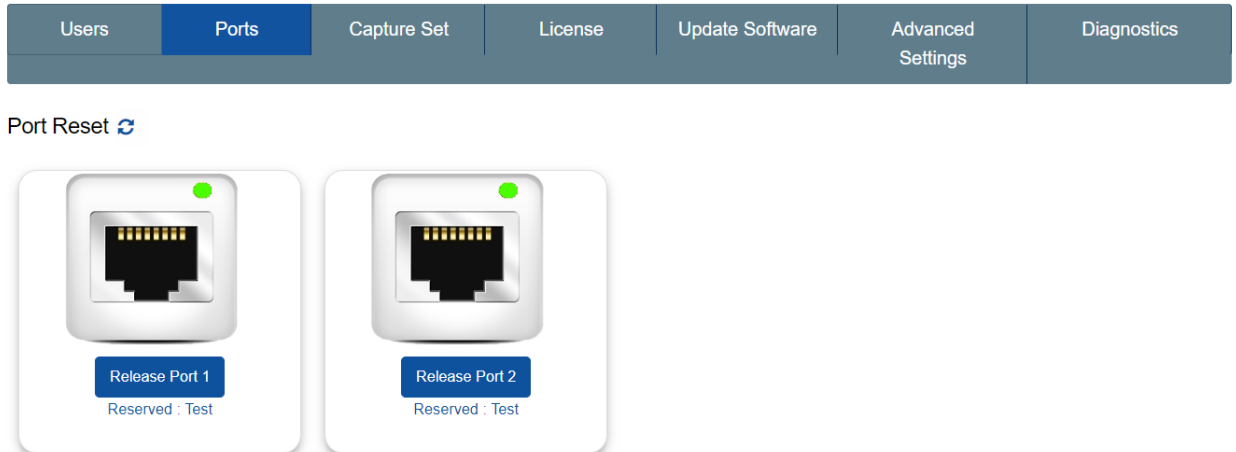 Users Ports Capture Set License Update Software Advanced Settings Diagnostics
Port Reset
Release Port 1 Release Port 2
Reserved : Test Reserved : Test